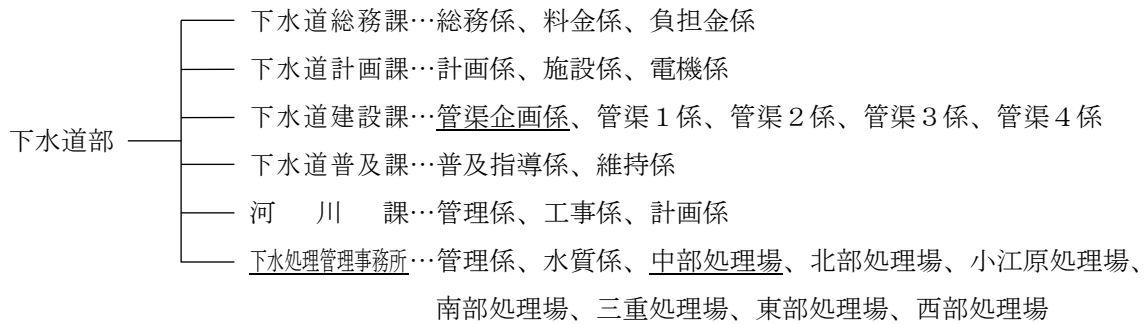 下水道総務課…総務係、料金係、負担金係
下水道計画課…計画係、施設係、電機係
下水道建設課…管渠企画係、管渠１係、管渠２係、管渠３係、管渠４係
下水道部
下水道普及課…普及指導係、維持係
河川課…管理係、工事係、計画係
下水処理管理事務所…管理係、水質係、中部処理場、北部処理場、小江原処理場、
南部処理場、三重処理場、東部処理場、西部処理場